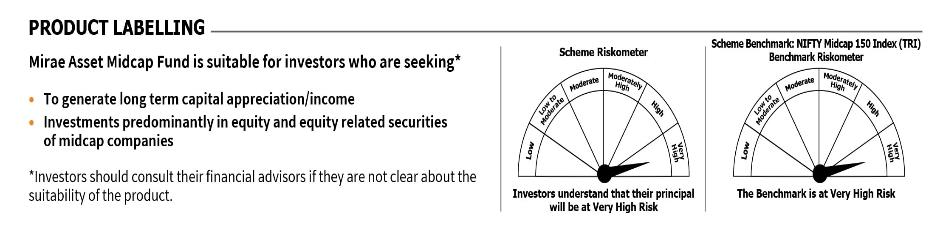 PRODUCT LABELLING
Mirae Asset Midcap Fund is suitable for investors who are seeking*
• To generate long term capital appreciation/income
• Investments predominantly in equity and equity related securities
of midcap companies
*Investors should consult their financial advisors if they are not clear about the
suitability of the product.
Scheme Riskometer
Low
Low to
Moderate
Moderate
Moderately
High
High
Very
High
Investors understand that their principal
will be at Very High Risk
Scheme Benchmark: NIFTY Midcap 150 Index (TRI)
Benchmark Riskometer
Low
Low to
Moderate
Moderate
Moderately
High
High
Very
High
The Benchmark is at Very High Risk